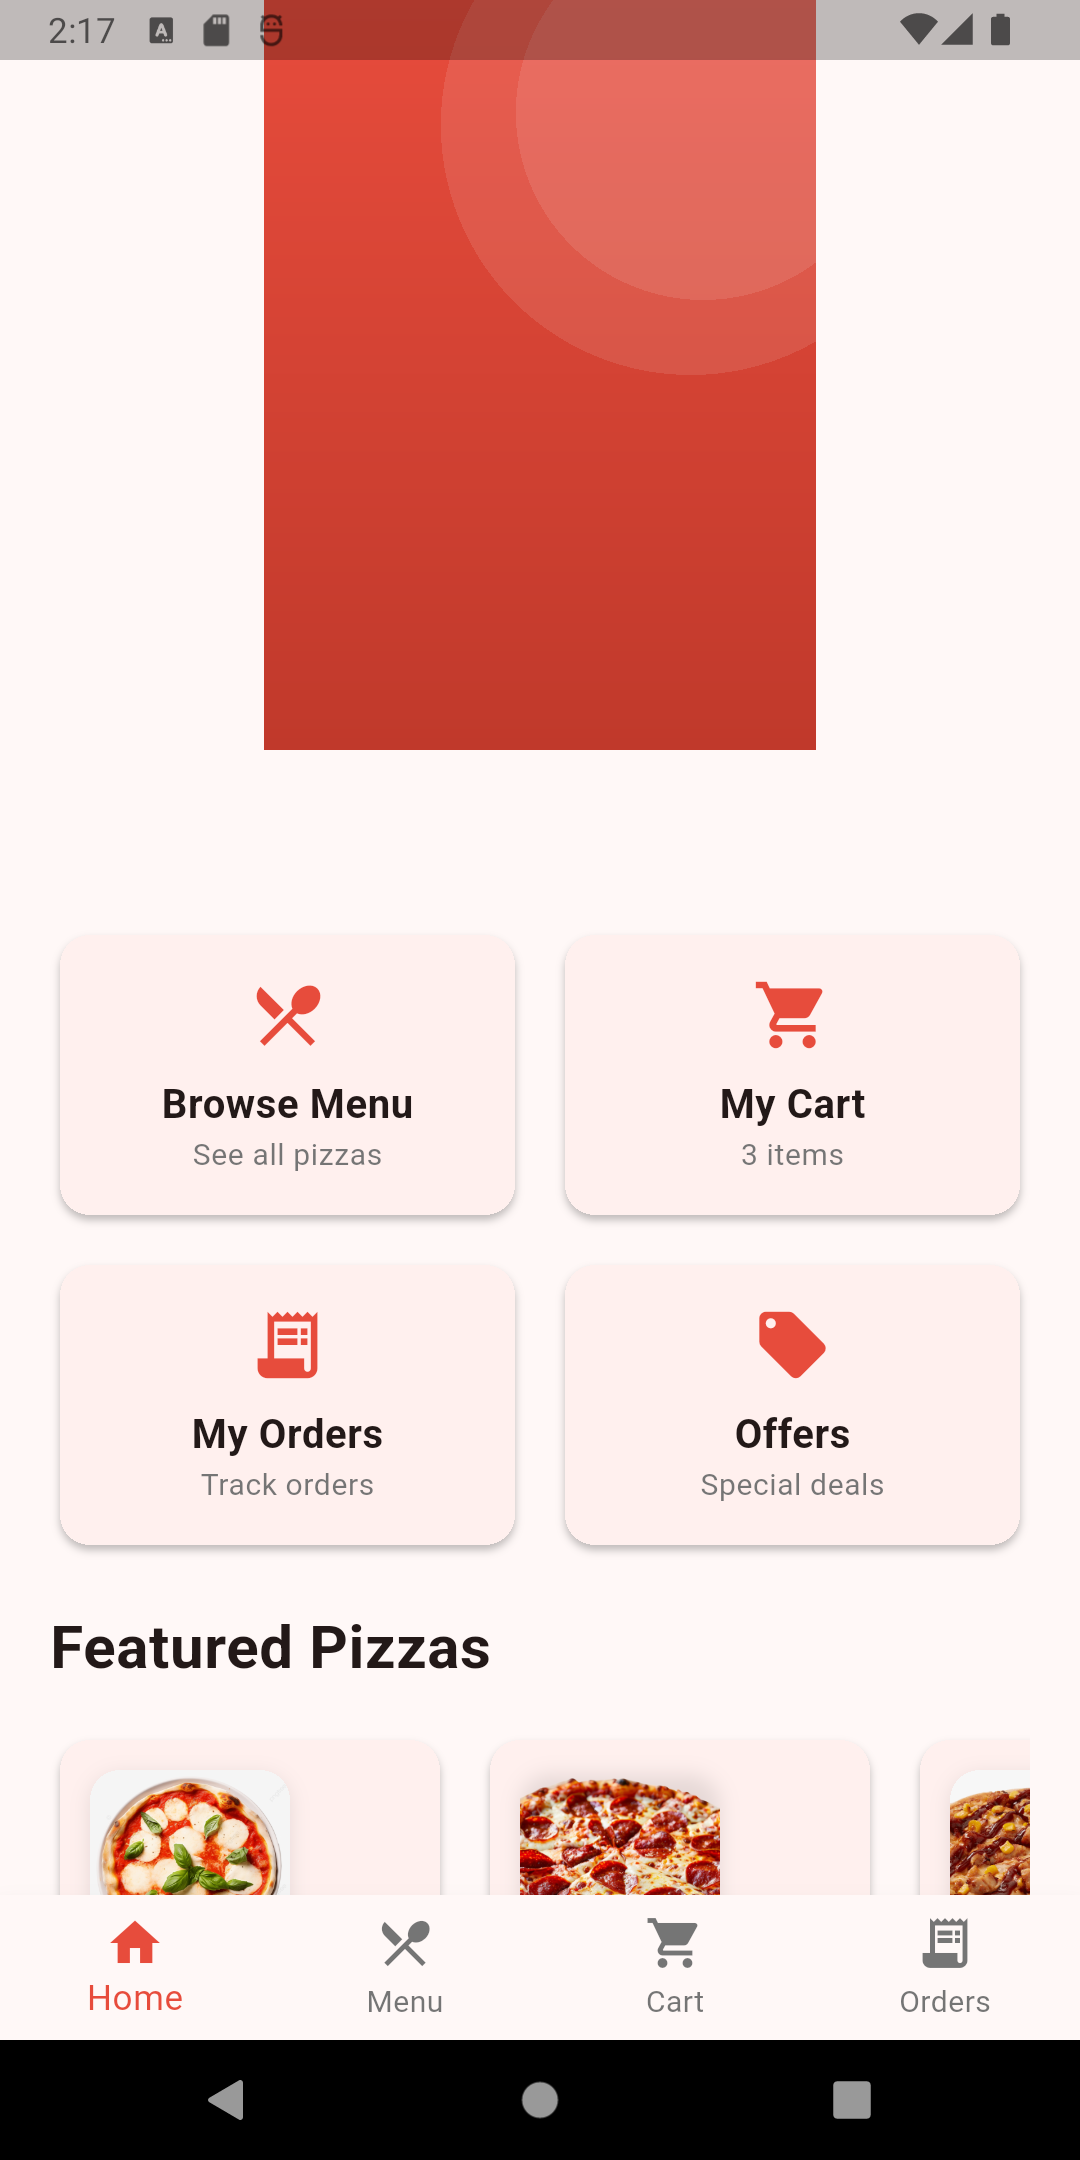 2:17
Browse Menu
See all pizzas
My Cart
3 items
My Orders
Track orders
Offers
Special deals
Featured Pizzas
Home
Menu
Cart
Orders